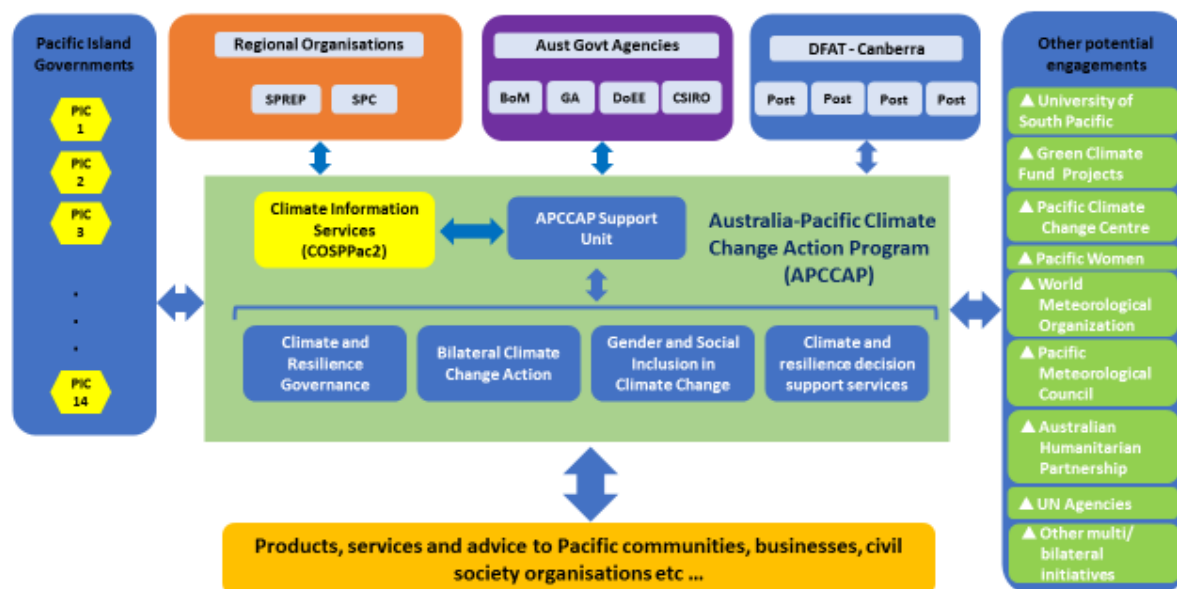 Pacific Island
Governments
PIC
1
PIC
2
PIC
3
.
.
.
.
PIC
14
Regional Organisations
SPREP
SPC
Aust Govt Agencies
BoM
GA
DoEE
CSIRO
DFAT - Canberra
Post
Post
Post
Post
Climate Information
Services
(COSPPac2)
APCCAP Support
Unit
Australia-Pacific Climate
Change Action Program
(APCCAP)
Climate and
Resilience
Governance
Bilateral Climate
Change Action
Gender and Social
Inclusion in
Climate Change
Climate and
resilience decision
support services
Products, services and advice to Pacific communities, businesses, civil
society organisations etc ...
Other potential
engagements
University of
South Pacific
Green Climate
Fund Projects
Pacific Climate
Change Centre
Pacific Women
World
Meteorological
Organization
Pacific
Meteorological
Council
Australian
Humanitarian
Partnership
UN Agencies
Other multi/
bilateral
initiatives